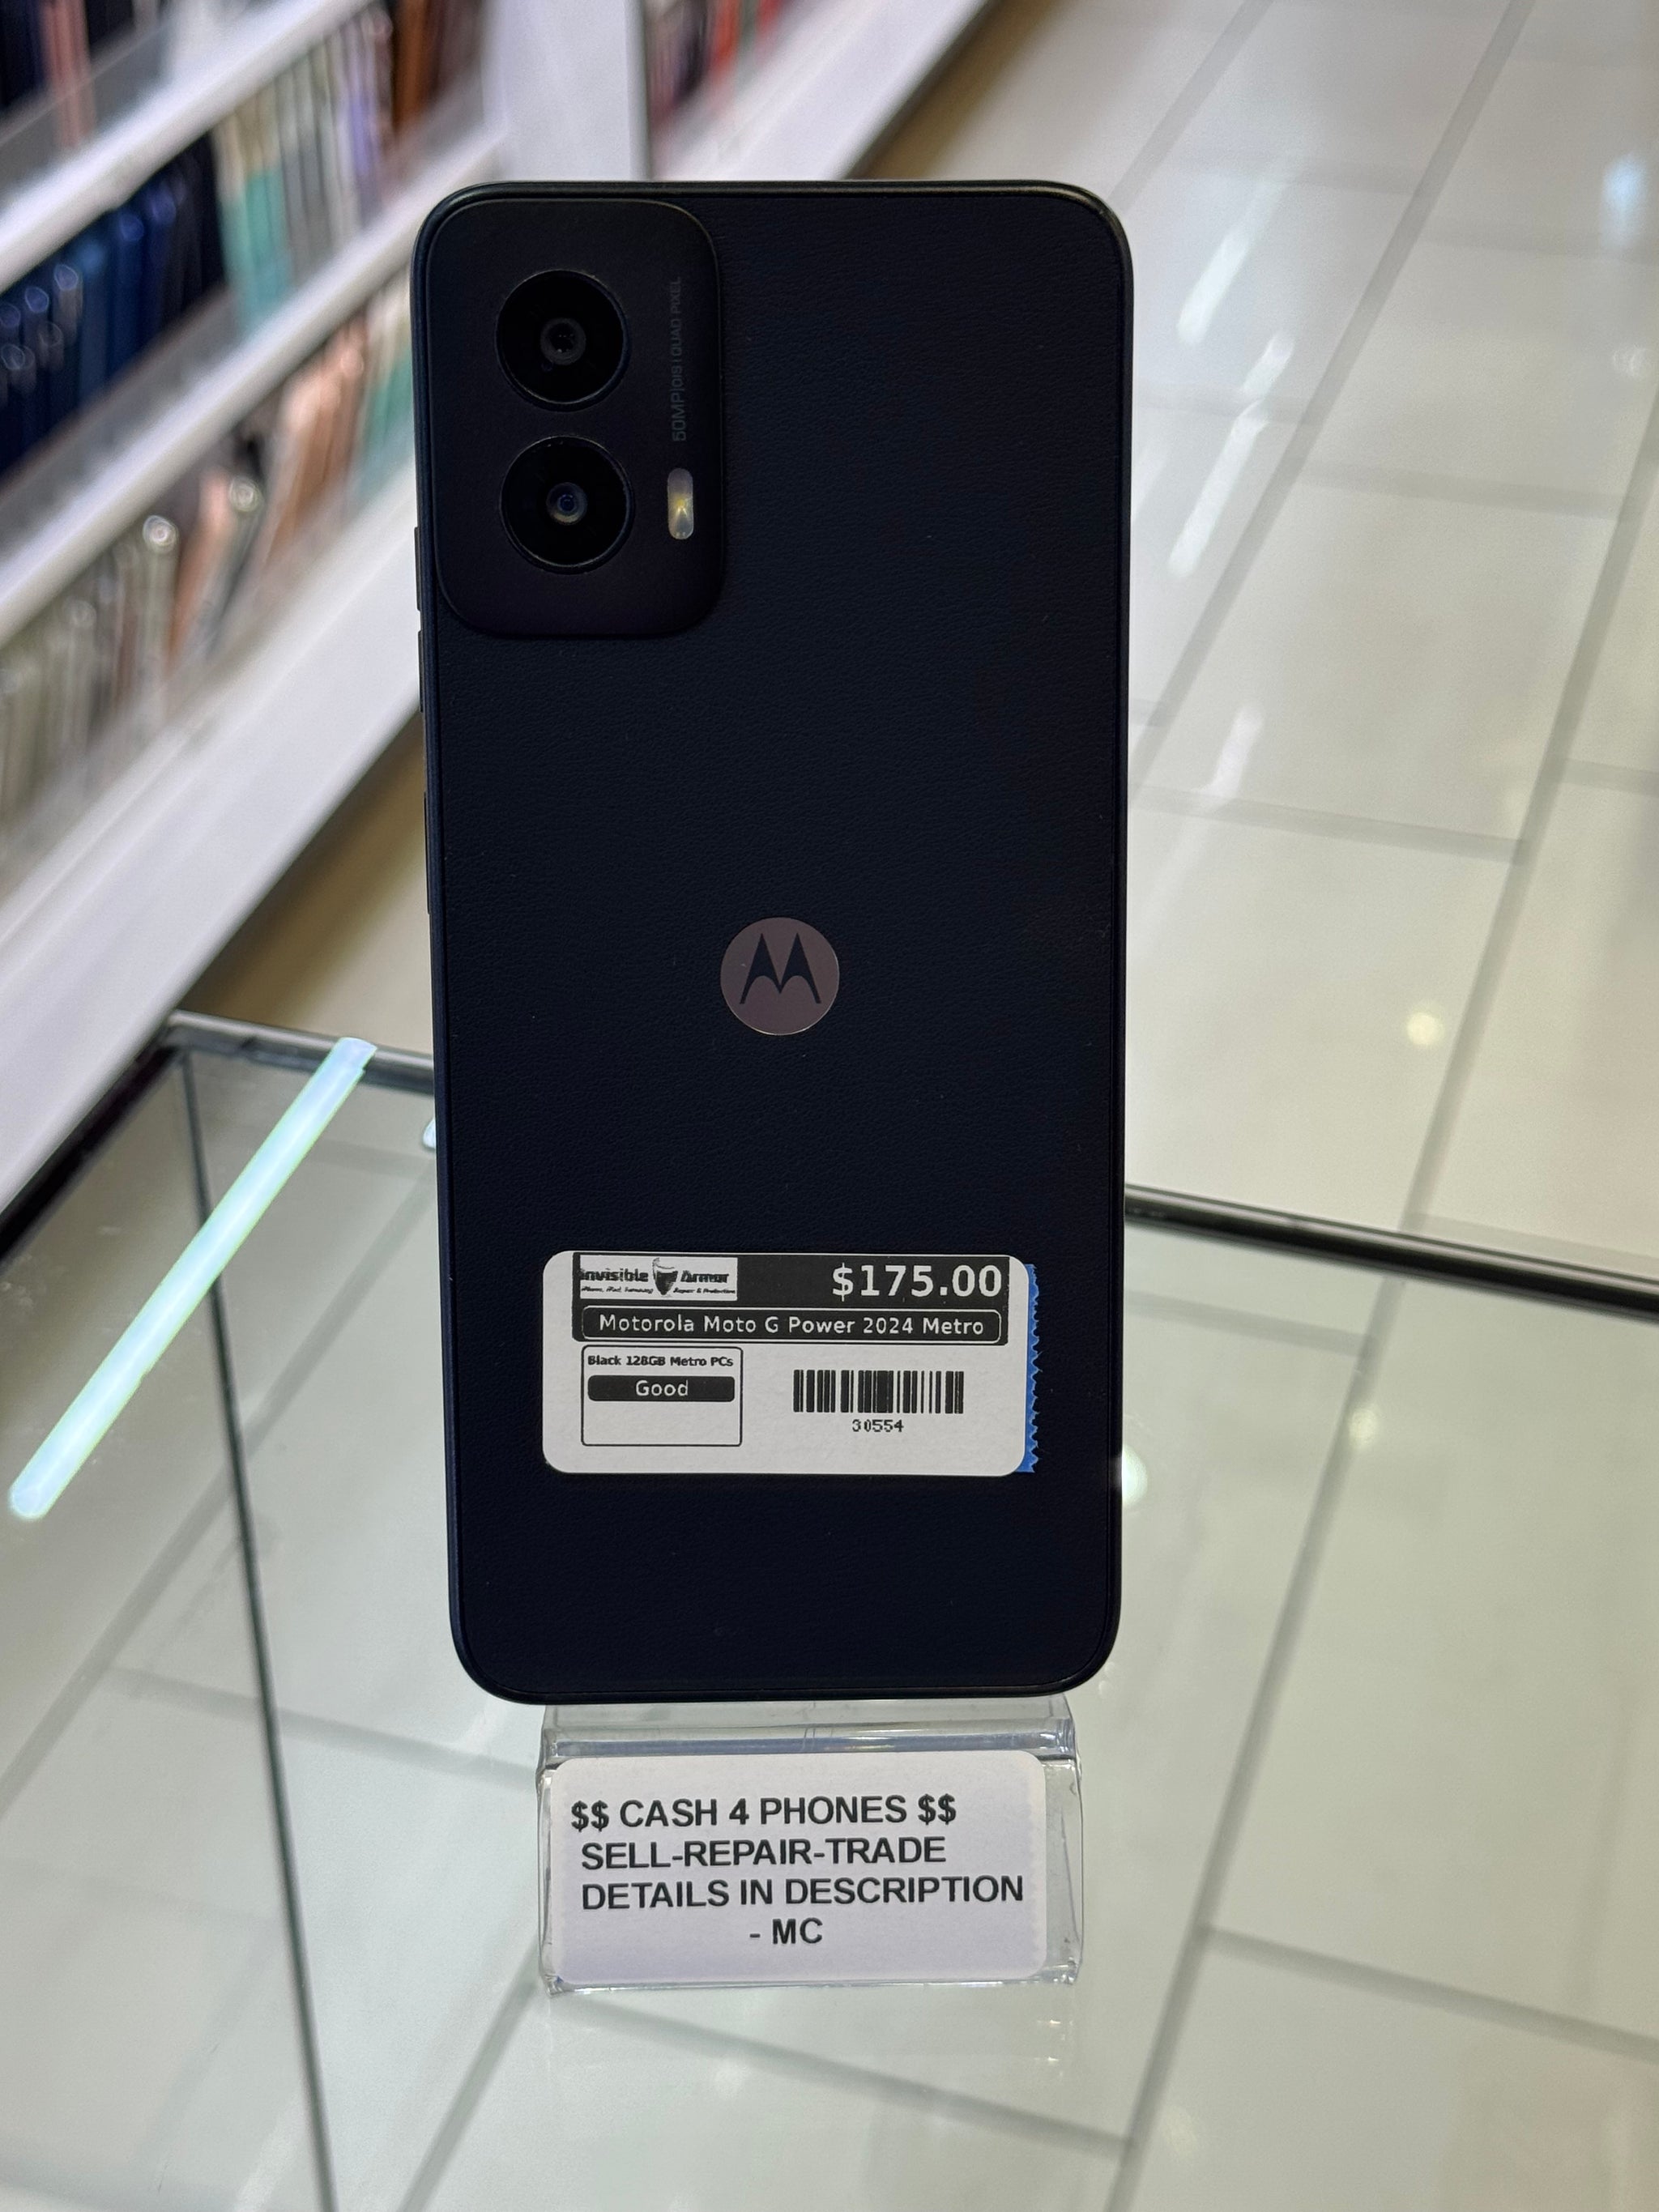 50MP|OIS | QUAD PIXEL
Invisible Armor
$175.00
Motorola Moto G Power 2024 Metro
Black 128GB Metro PCs
Good
30554
$$ CASH 4 PHONES $$
SELL-REPAIR-TRADE
DETAILS IN DESCRIPTION
- MC